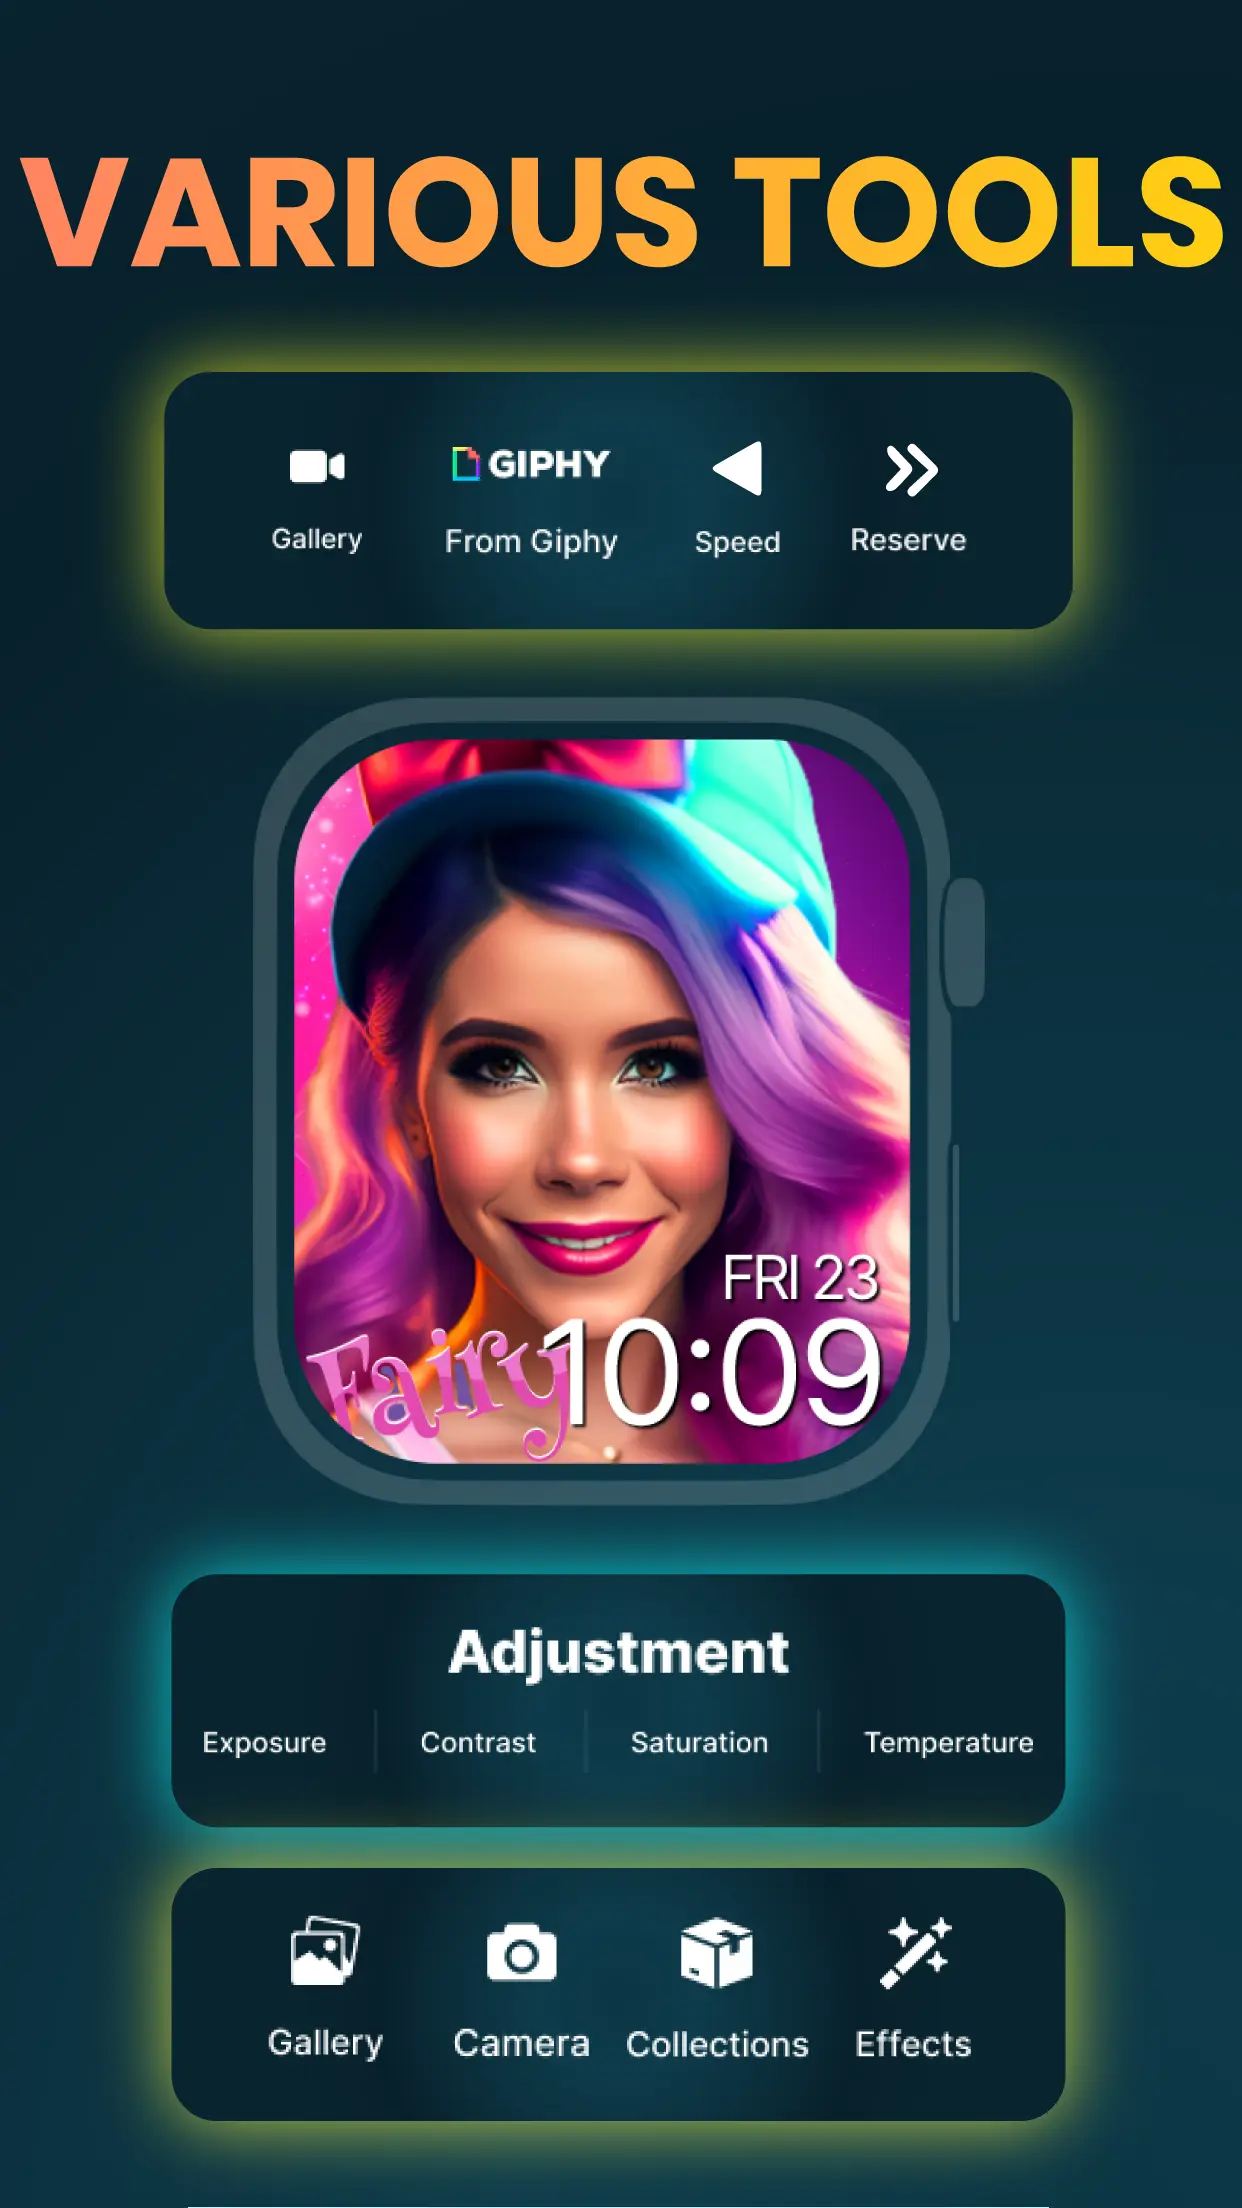 VARIOUS TOOLS
GIPHY
Gallery From Giphy Speed Reserve
FRI 23
Fairy 10:09
Adjustment
Exposure Contrast Saturation Temperature
Gallery Camera Collections Effects